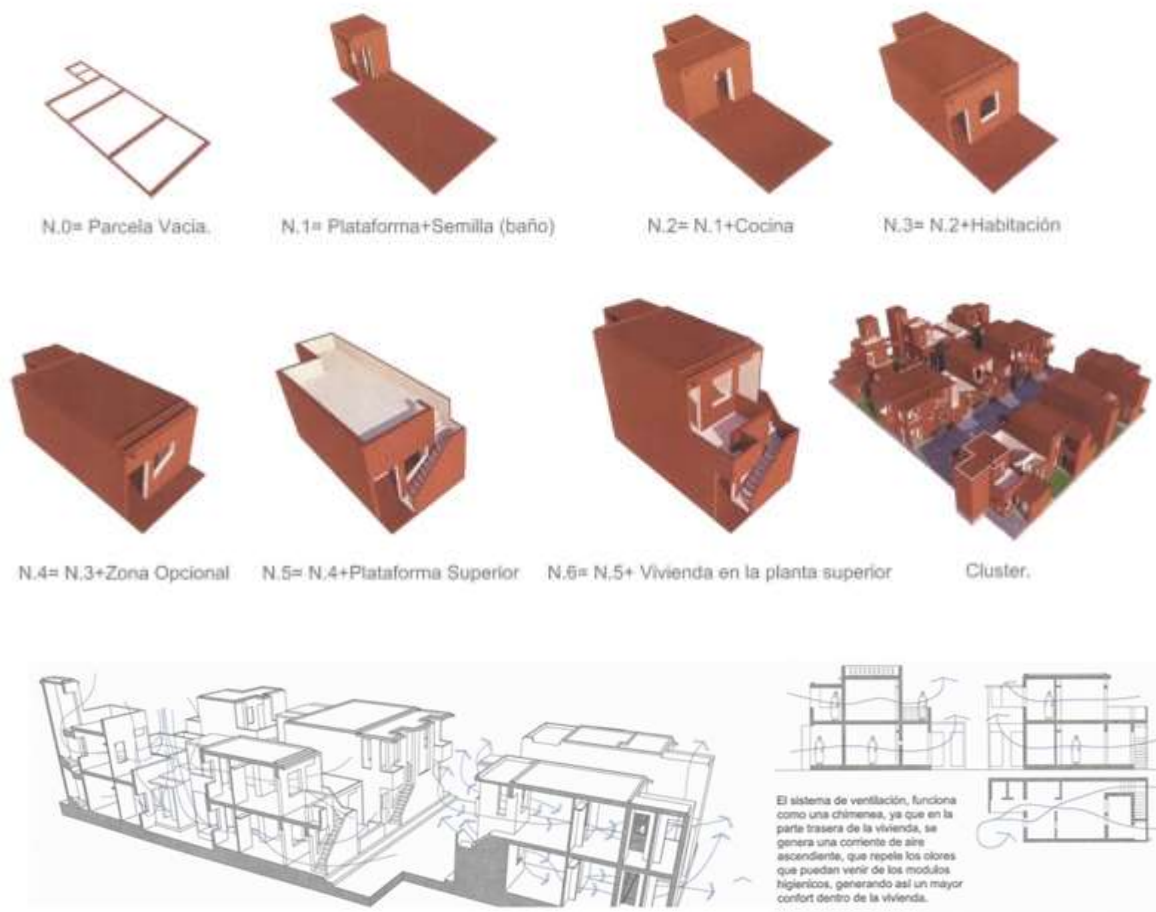 N.0= Parcela Vacia.
N.1= Plataforma+Semilla (baño)
N.2= N.1+Cocina
N.3= N.2+Habitación
N.4= N.3+Zona Opcional
N.5= N.4+Plataforma Superior
N.6= N.5+ Vivienda en la planta superior
Cluster.
El sistema de ventilación, funciona
como una chimenea, ya que en la
parte trasera de la vivienda, se
genera una corriente de aire
ascendiente, que repele los olores
que puedan venir de los modulos
higienicos, generando así un mayor
confort dentro de la vivienda.